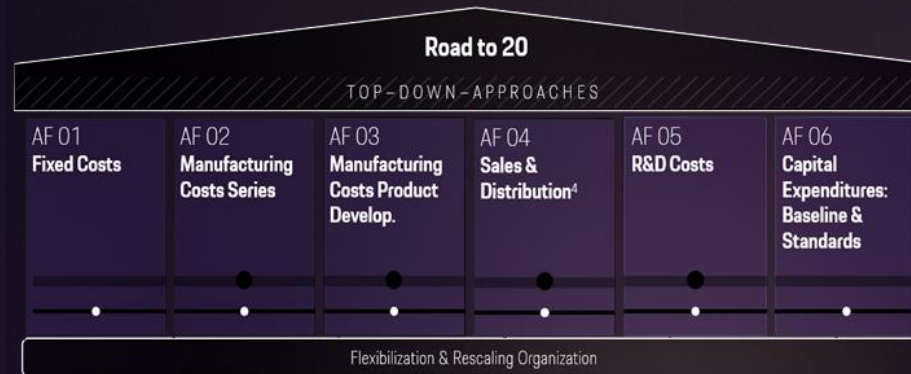 Road to 20
TOP-DOWN-APPROACHES
AF 01
Fixed Costs
AF 02
Manufacturing
Costs Series
AF 03
Manufacturing
Costs Product
Develop.
AF 04
Sales &
Distribution⁴
AF 05
R&D Costs
AF 06
Capital
Expenditures:
Baseline &
Standards
Flexibilization & Rescaling Organization